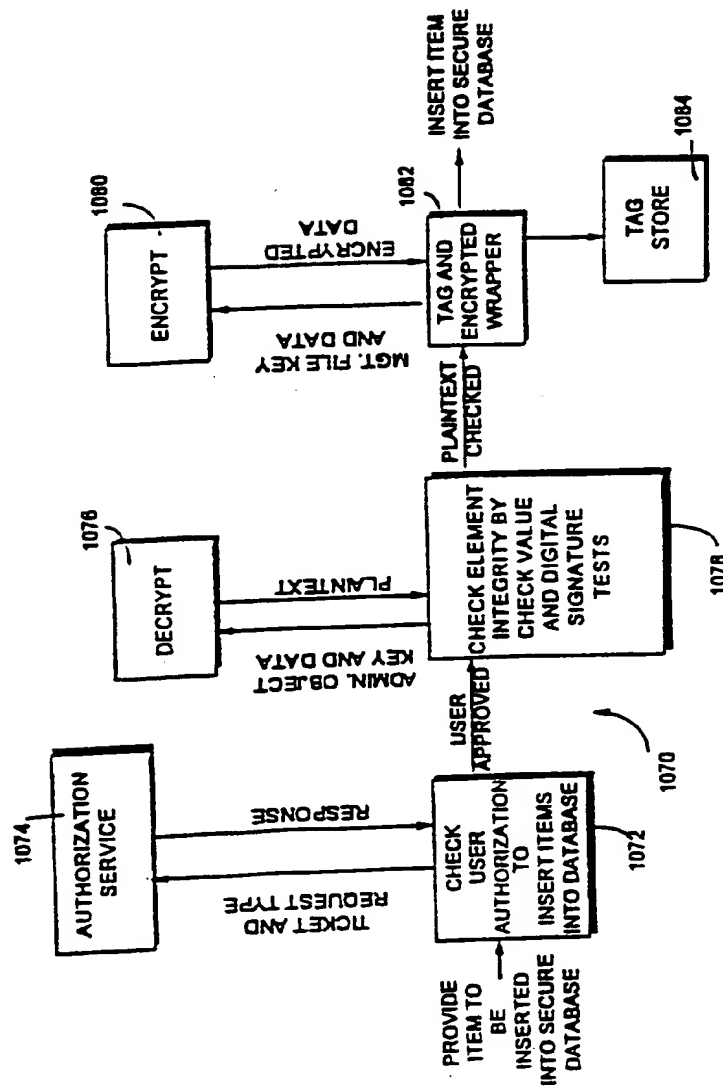 1074
AUTHORIZATION
SERVICE
TICKET AND
REQUEST TYPE
RESPONSE
PROVIDE
ITEM TO
BE
INSERTED
INTO SECURE
DATABASE
CHECK
USER
AUTHORIZATION
TO
INSERT ITEMS
INTO DATABASE
1072
1070
USER
APPROVED
1076
DECRYPT
ADMIN. OBJECT
KEY AND DATA
PLAINTEXT
CHECK ELEMENT
INTEGRITY BY
CHECK VALUE
AND DIGITAL
SIGNATURE
TESTS
1078
PLAINTEXT
CHECKED
1080
ENCRYPT
MGT. FILE KEY
AND DATA
ENCRYPTED
DATA
1082
TAG AND
ENCRYPTED
WRAPPER
INSERT ITEM
INTO SECURE
DATABASE
TAG
STORE
1084